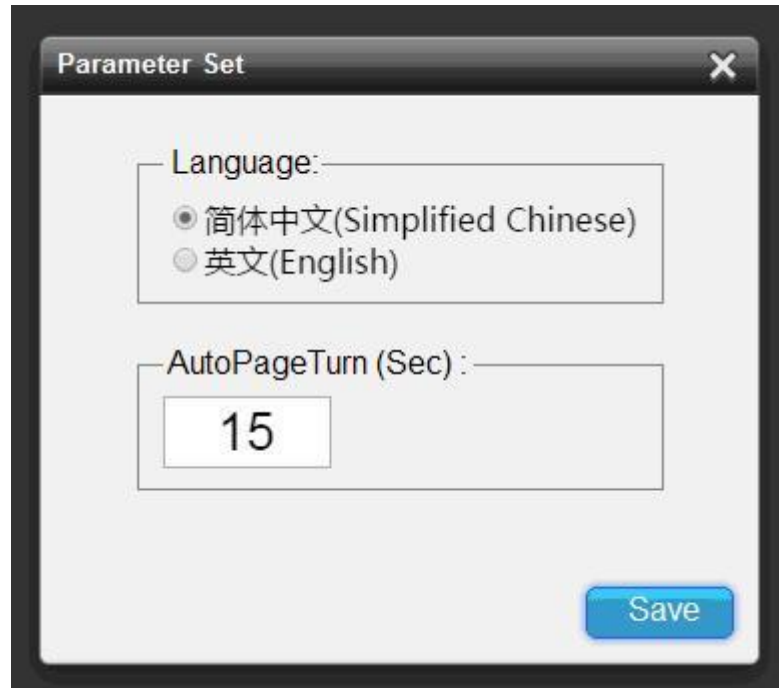 Parameter Set
Language:
简体中文(Simplified Chinese)
英文(English)
AutoPageTurn (Sec) :
15
Save